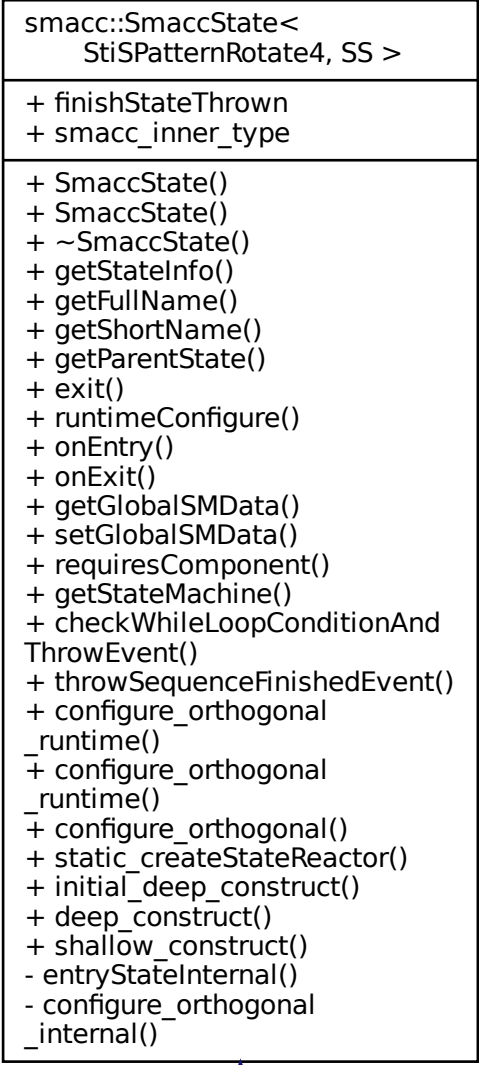 smacc::SmaccState<
StiSPatternRotate4, SS >
+ finishStateThrown
+ smacc_inner_type
+ SmaccState()
+ SmaccState()
+ ~SmaccState()
+ getStateInfo()
+ getFullName()
+ getShortName()
+ getParentState()
+ exit()
+ runtimeConfigure()
+ onEntry()
+ onExit()
+ getGlobalSMData()
+ setGlobalSMData()
+ requiresComponent()
+ getStateMachine()
+ checkWhileLoopConditionAnd
ThrowEvent()
+ throwSequenceFinishedEvent()
+ configure_orthogonal
_runtime()
+ configure_orthogonal
_runtime()
+ configure_orthogonal()
+ static_createStateReactor()
+ initial_deep_construct()
+ deep_construct()
+ shallow_construct()
- entryStateInternal()
- configure_orthogonal
_internal()